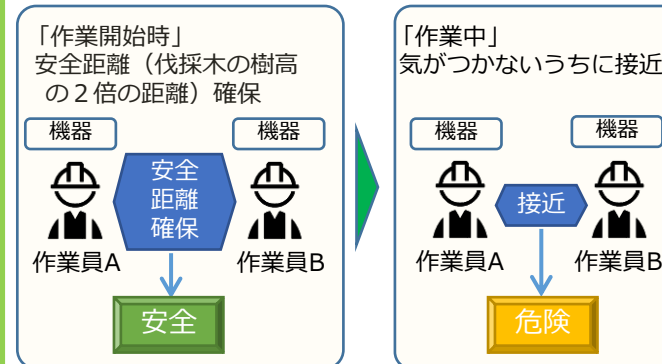 「作業開始時」
安全距離（伐採木の樹高
の２倍の距離）確保
機器
機器
安全
距離
確保
作業員A
作業員B
安全
「作業中」
気がつかないうちに接近
機器
機器
接近
作業員A
作業員B
危険